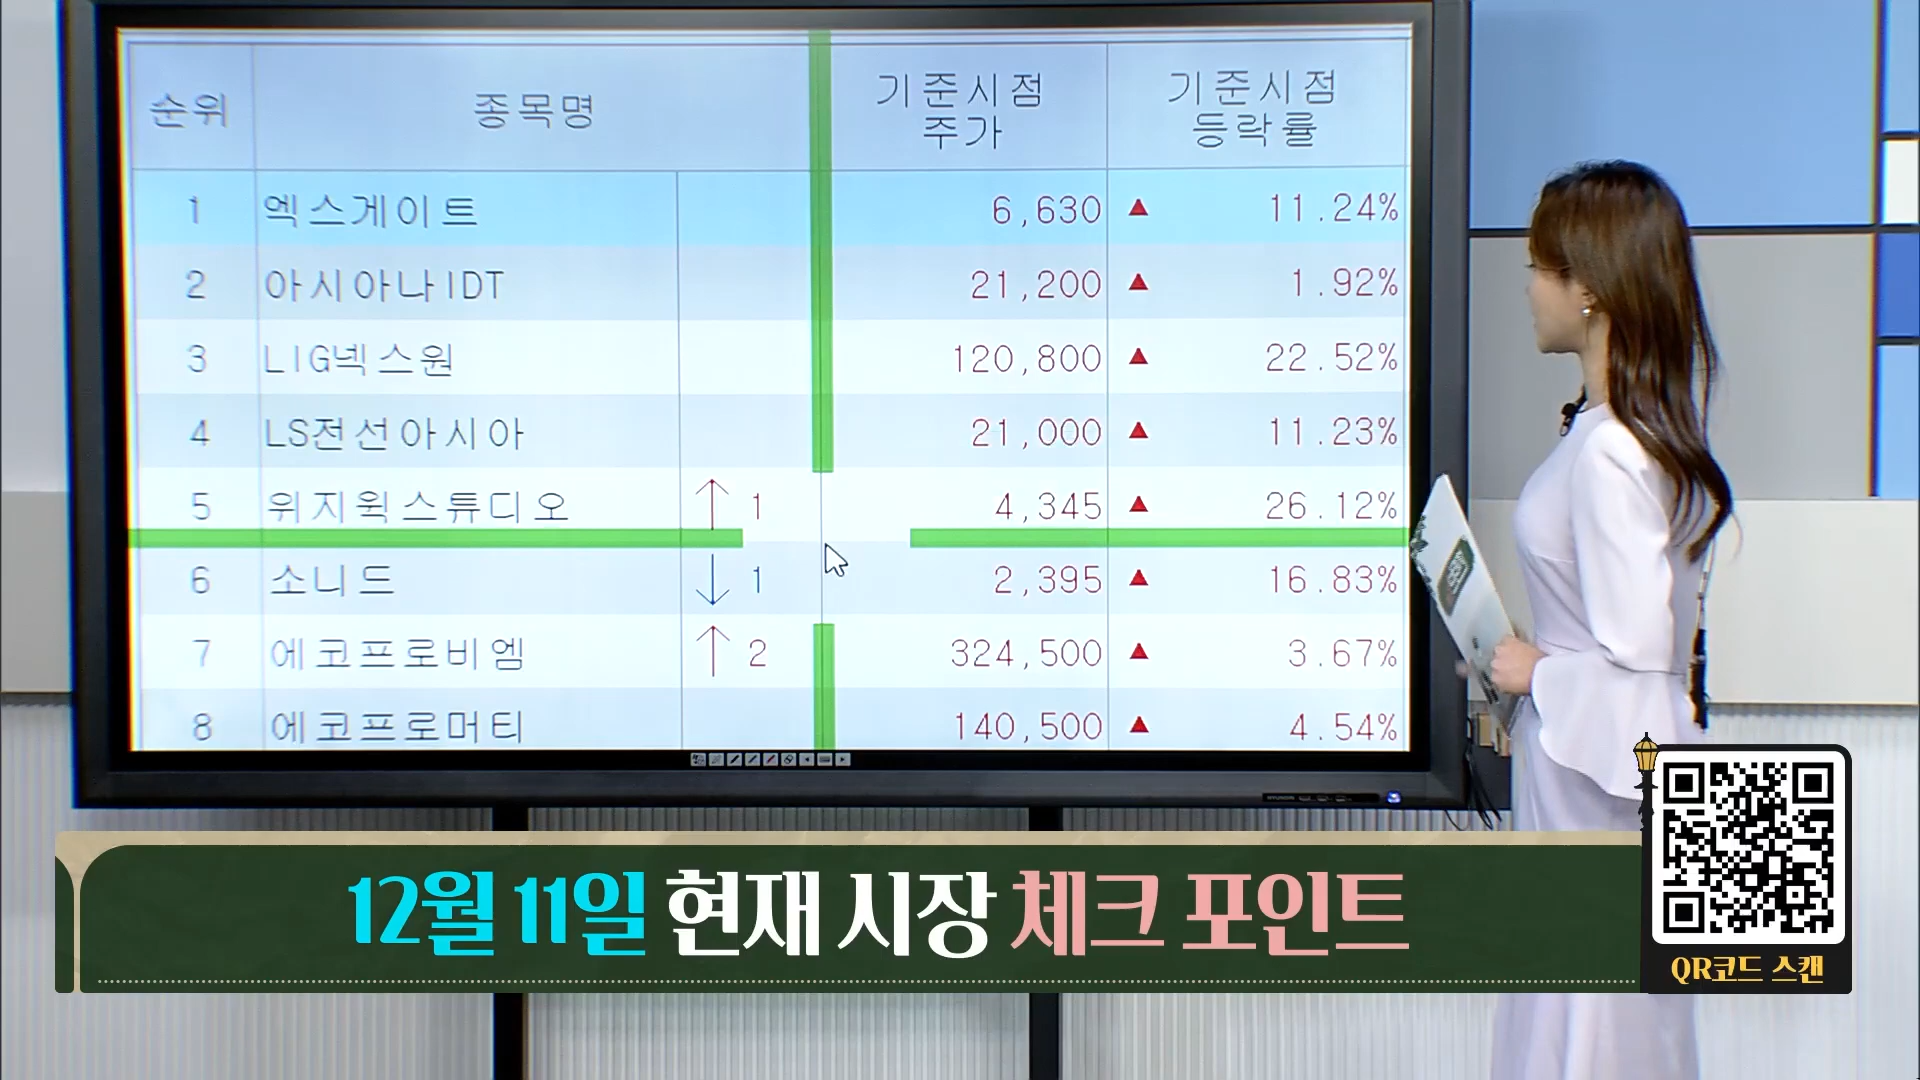 순위 종목명 기준시점 주가 기준시점 등락률
1 엑스게이트 6,630 ▲ 11.24%
2 아시아나IDT 21,200 ▲ 1.92%
3 LIG넥스원 120,800 ▲ 22.52%
4 LS전선아시아 21,000 ▲ 11.23%
5 위지윅스튜디오 ↑ 1 4,345 ▲ 26.12%
6 소니드 ↓ 1 2,395 ▲ 16.83%
7 에코프로비엠 ↑ 2 324,500 ▲ 3.67%
8 에코프로머티 140,500 ▲ 4.54%
12월 11일 현재 시장 체크 포인트
QR코드 스캔